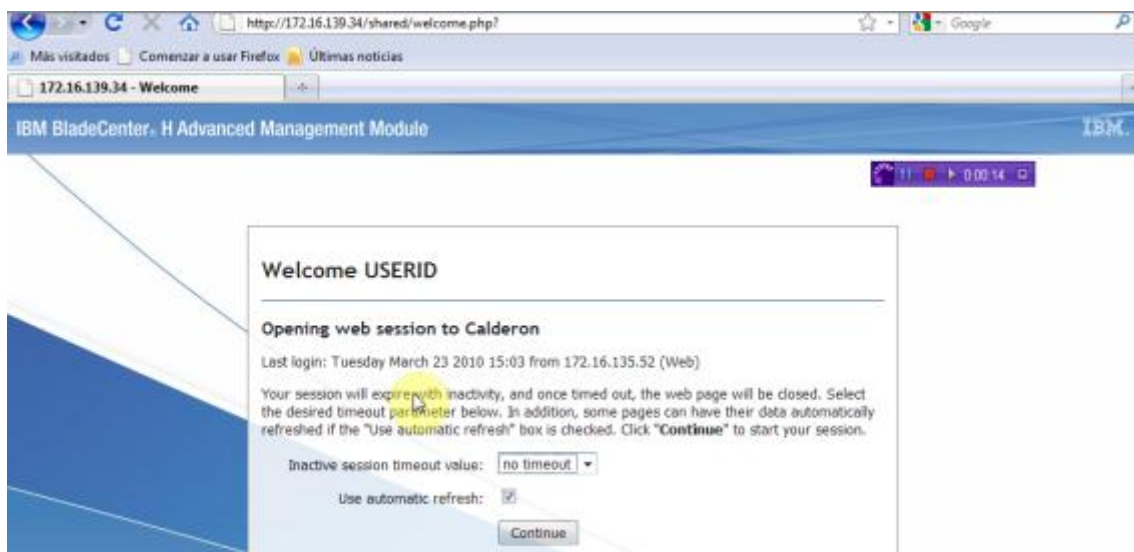 http://172.16.139.34/shared/welcome.php?
Google
Más visitados Comenzar a usar Firefox Últimas noticias
172.16.139.34 - Welcome
IBM BladeCenter® H Advanced Management Module
IBM.
0:00:14
Welcome USERID
Opening web session to Calderon
Last login: Tuesday March 23 2010 15:03 from 172.16.135.52 (Web)
Your session will expire with inactivity, and once timed out, the web page will be closed. Select
the desired timeout parameter below. In addition, some pages can have their data automatically
refreshed if the "Use automatic refresh" box is checked. Click "Continue" to start your session.
Inactive session timeout value: no timeout
Use automatic refresh:
Continue